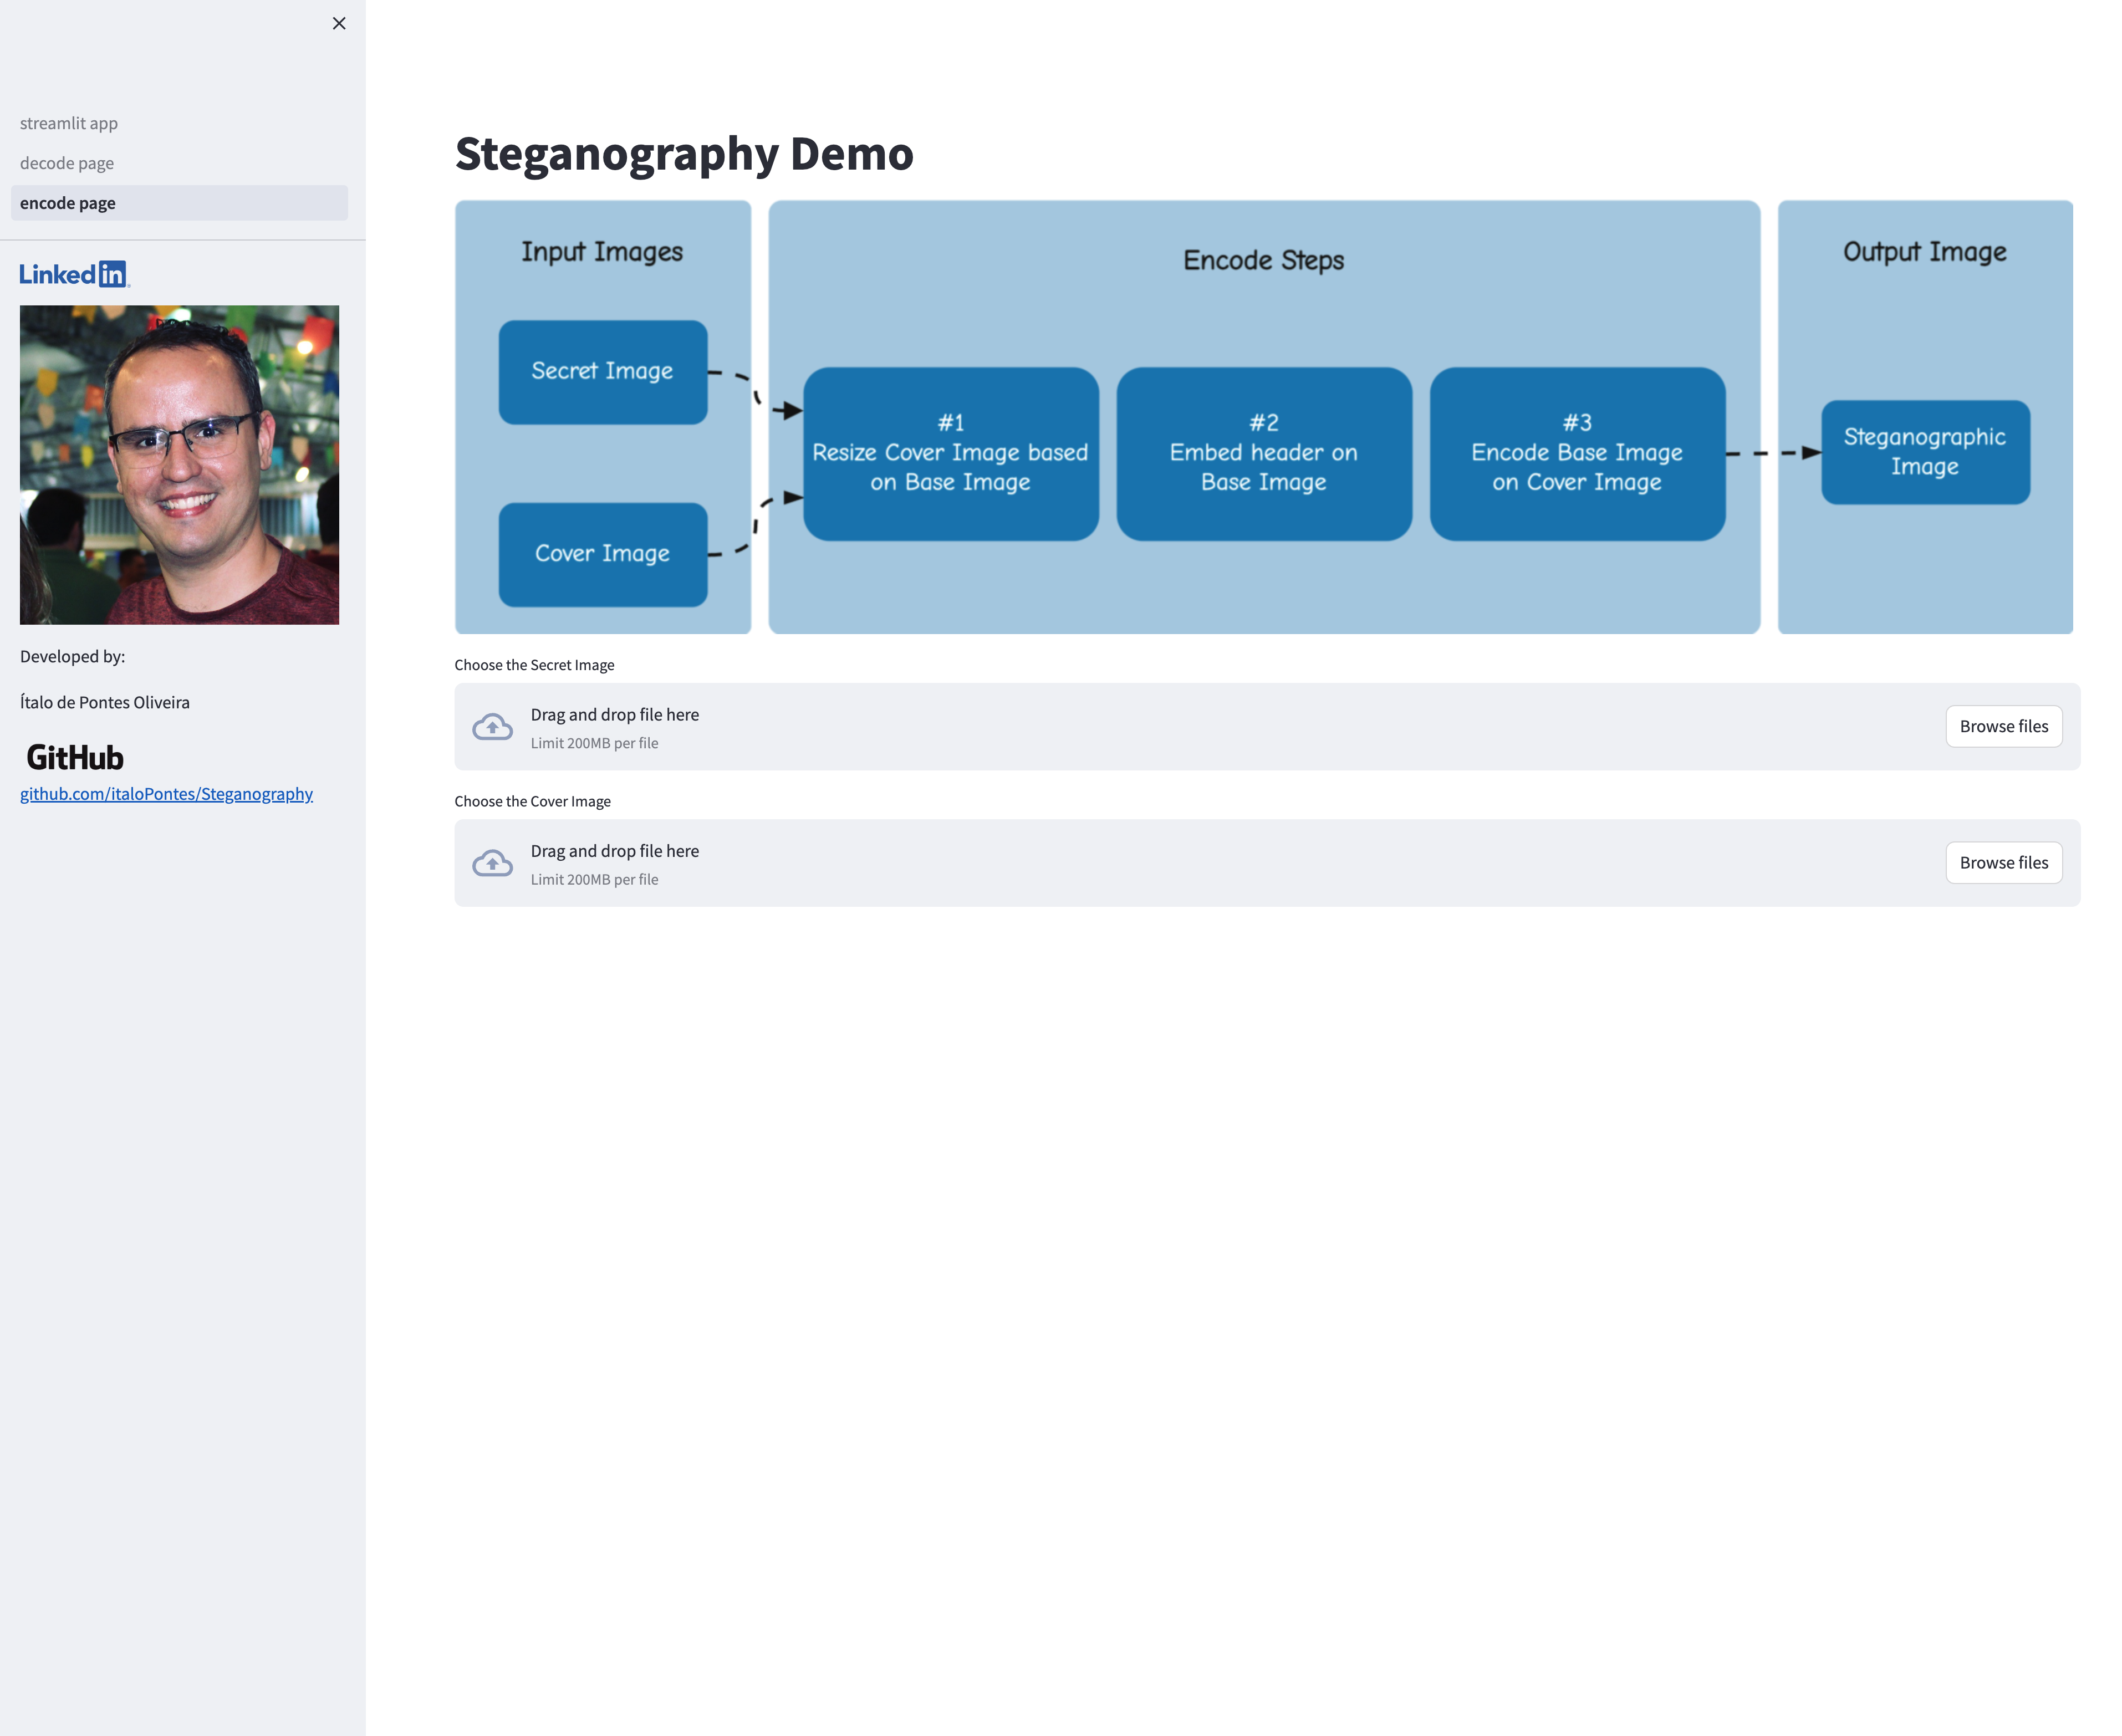 streamlit app
decode page
encode page
Linked in
Developed by:
Ítalo de Pontes Oliveira
GitHub
github.com/italoPontes/Steganography
Steganography Demo
Input Images
Secret Image
Cover Image
Encode Steps
#1
Resize Cover Image based
on Base Image
#2
Embed header on
Base Image
#3
Encode Base Image
on Cover Image
Output Image
Steganographic
Image
Choose the Secret Image
Drag and drop file here
Limit 200MB per file
Browse files
Choose the Cover Image
Drag and drop file here
Limit 200MB per file
Browse files